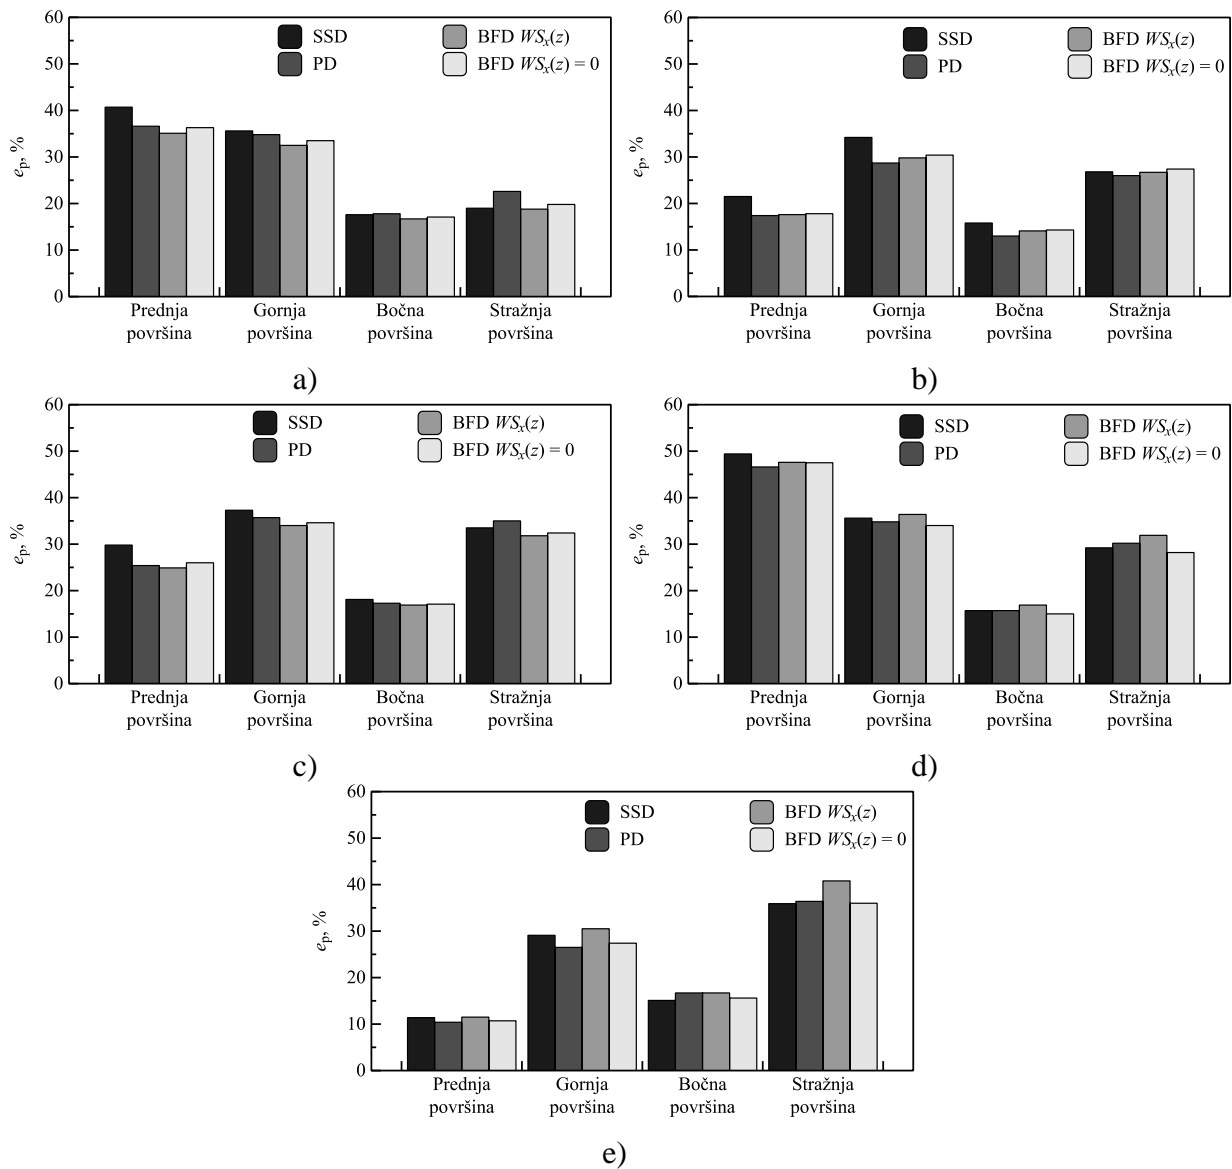 60
50
40
30
20
10
0
e_p, %
SSD
BFD WS_x(z)
PD
BFD WS_x(z) = 0
Prednja površina
Gornja površina
Bočna površina
Stražnja površina
a)
60
50
40
30
20
10
0
e_p, %
SSD
BFD WS_x(z)
PD
BFD WS_x(z) = 0
Prednja površina
Gornja površina
Bočna površina
Stražnja površina
b)
60
50
40
30
20
10
0
e_p, %
SSD
BFD WS_x(z)
PD
BFD WS_x(z) = 0
Prednja površina
Gornja površina
Bočna površina
Stražnja površina
c)
60
50
40
30
20
10
0
e_p, %
SSD
BFD WS_x(z)
PD
BFD WS_x(z) = 0
Prednja površina
Gornja površina
Bočna površina
Stražnja površina
d)
60
50
40
30
20
10
0
e_p, %
SSD
BFD WS_x(z)
PD
BFD WS_x(z) = 0
Prednja površina
Gornja površina
Bočna površina
Stražnja površina
e)